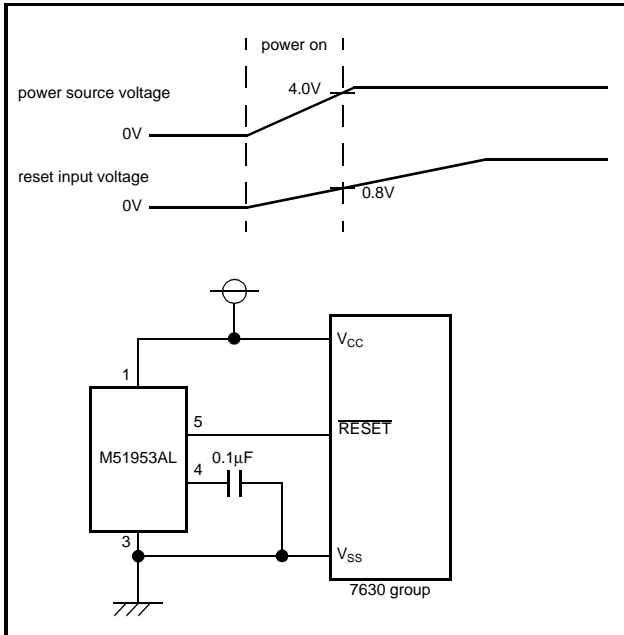 power on
power source voltage
4.0V
0V
reset input voltage
0V
0.8V
1
VCC
5
RESET
M51953AL
4
0.1μF
3
VSS
7630 group